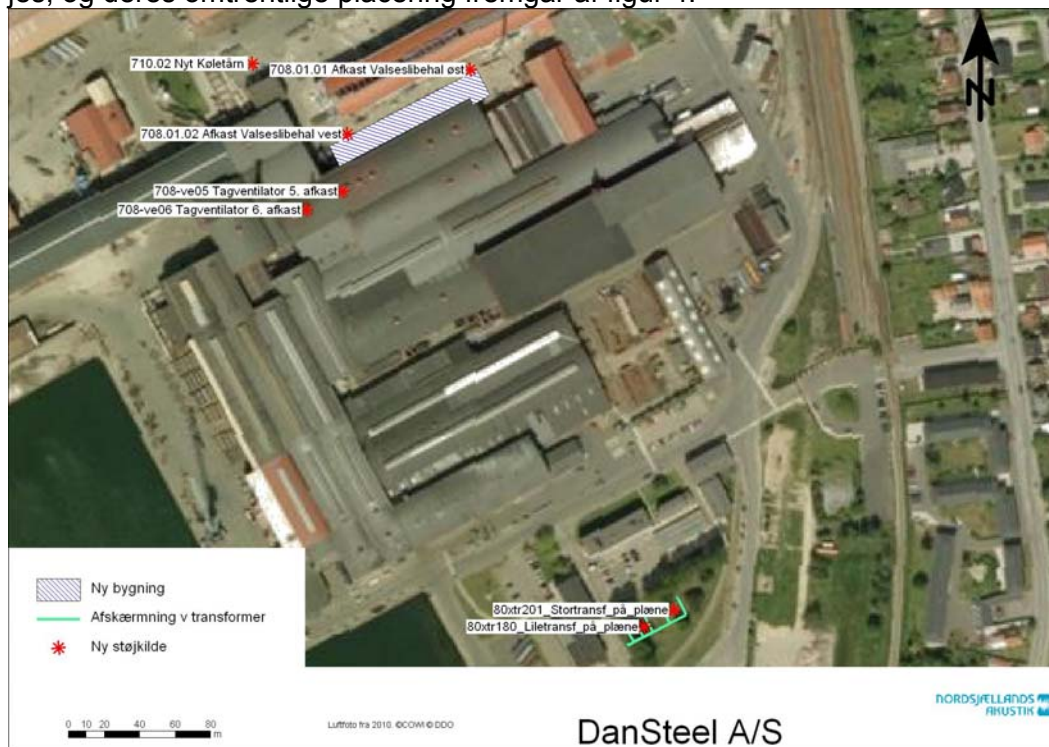 jøs, og deres omtrentlige placering fremgår af figur 4.
710.02 Nyt Køletårn
708.01.01 Afkast Valseslibehal øst
708.01.02 Afkast Valseslibehal vest
708-ve05 Tagventilator 5. afkast
708-ve06 Tagventilator 6. afkast
N
80xtr201_Stortransf_på_plæne
80xtr180_Liletransf_på_plæne
Ny bygning
Afskærmning v transformer
Ny støjkilde
NORDSJÆLLANDS
AKUSTIK
0 10 20 40 60 80
m
Luftfoto fra 2010. ©COWI © DDO
DanSteel A/S